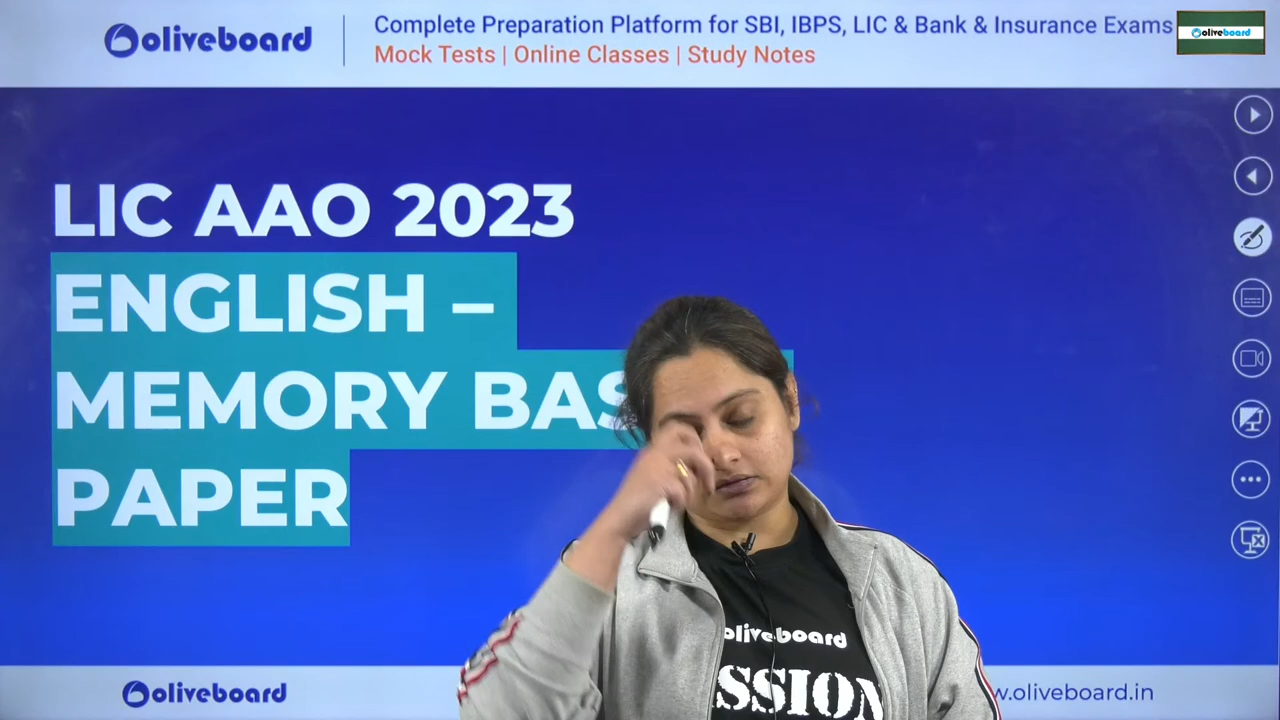 oliveboard
Complete Preparation Platform for SBI, IBPS, LIC & Bank & Insurance Exams
Mock Tests | Online Classes | Study Notes
oliveboard
LIC AAO 2023
ENGLISH –
MEMORY BAS
PAPER
oliveboard
SSION
oliveboard
w.oliveboard.in